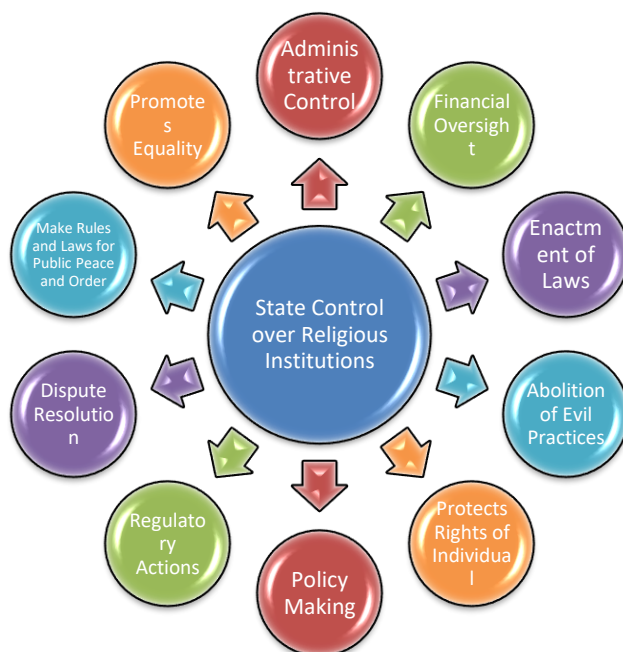 Adminis
trative
Control
Financial
Oversigh
t
Enactm
ent of
Laws
Abolition
of Evil
Practices
Protects
Rights of
Individua
l
Policy
Making
Regulato
ry
Actions
Dispute
Resolutio
n
Make Rules
and Laws for
Public Peace
and Order
Promote
s
Equality
State Control
over Religious
Institutions